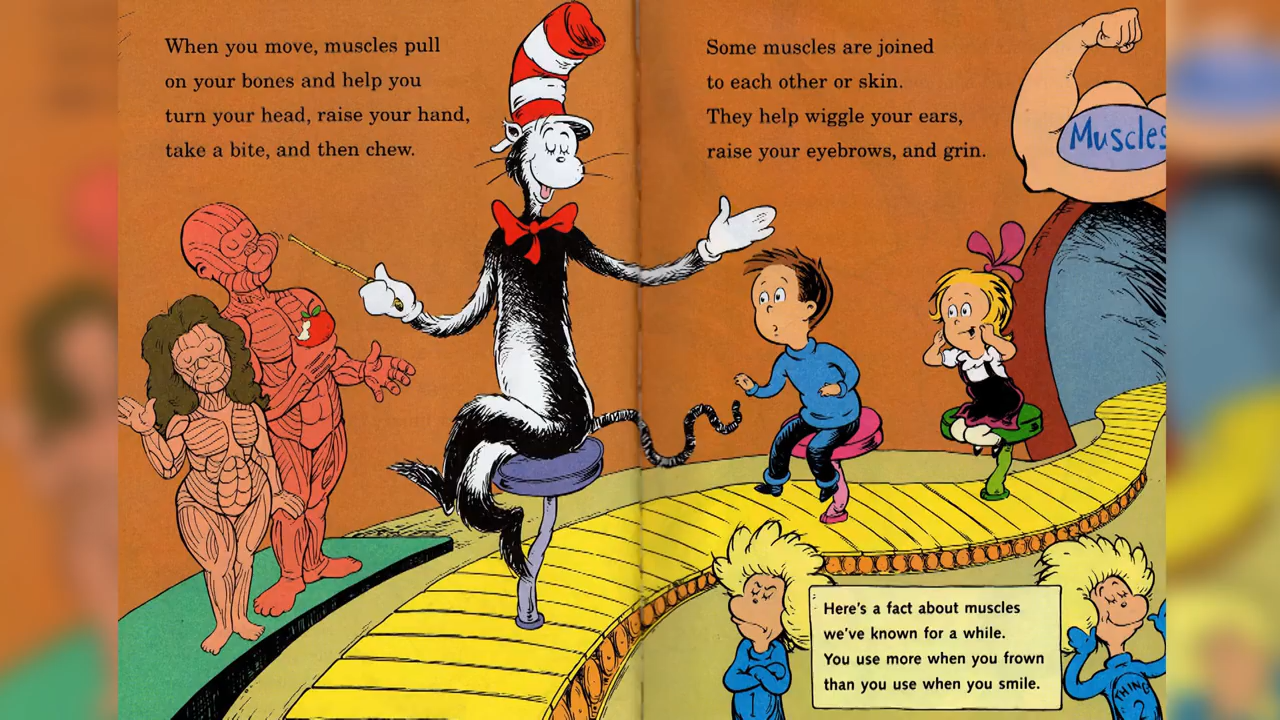 When you move, muscles pull
on your bones and help you
turn your head, raise your hand,
take a bite, and then chew.
Some muscles are joined
to each other or skin.
They help wiggle your ears,
raise your eyebrows, and grin.
Muscles
Here's a fact about muscles
we've known for a while.
You use more when you frown
than you use when you smile.
1
THING
2